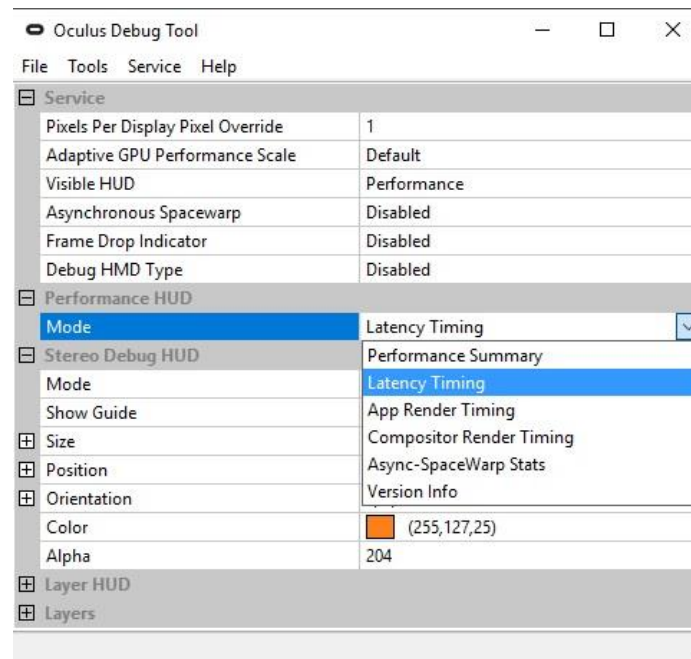 Oculus Debug Tool
File Tools Service Help
Service
Pixels Per Display Pixel Override 1
Adaptive GPU Performance Scale Default
Visible HUD Performance
Asynchronous Spacewarp Disabled
Frame Drop Indicator Disabled
Debug HMD Type Disabled
Performance HUD
Mode Latency Timing
Stereo Debug HUD
Performance Summary
Mode
Latency Timing
Show Guide
App Render Timing
Size
Compositor Render Timing
Position
Async-SpaceWarp Stats
Orientation
Version Info
Color (255,127,25)
Alpha 204
Layer HUD
Layers